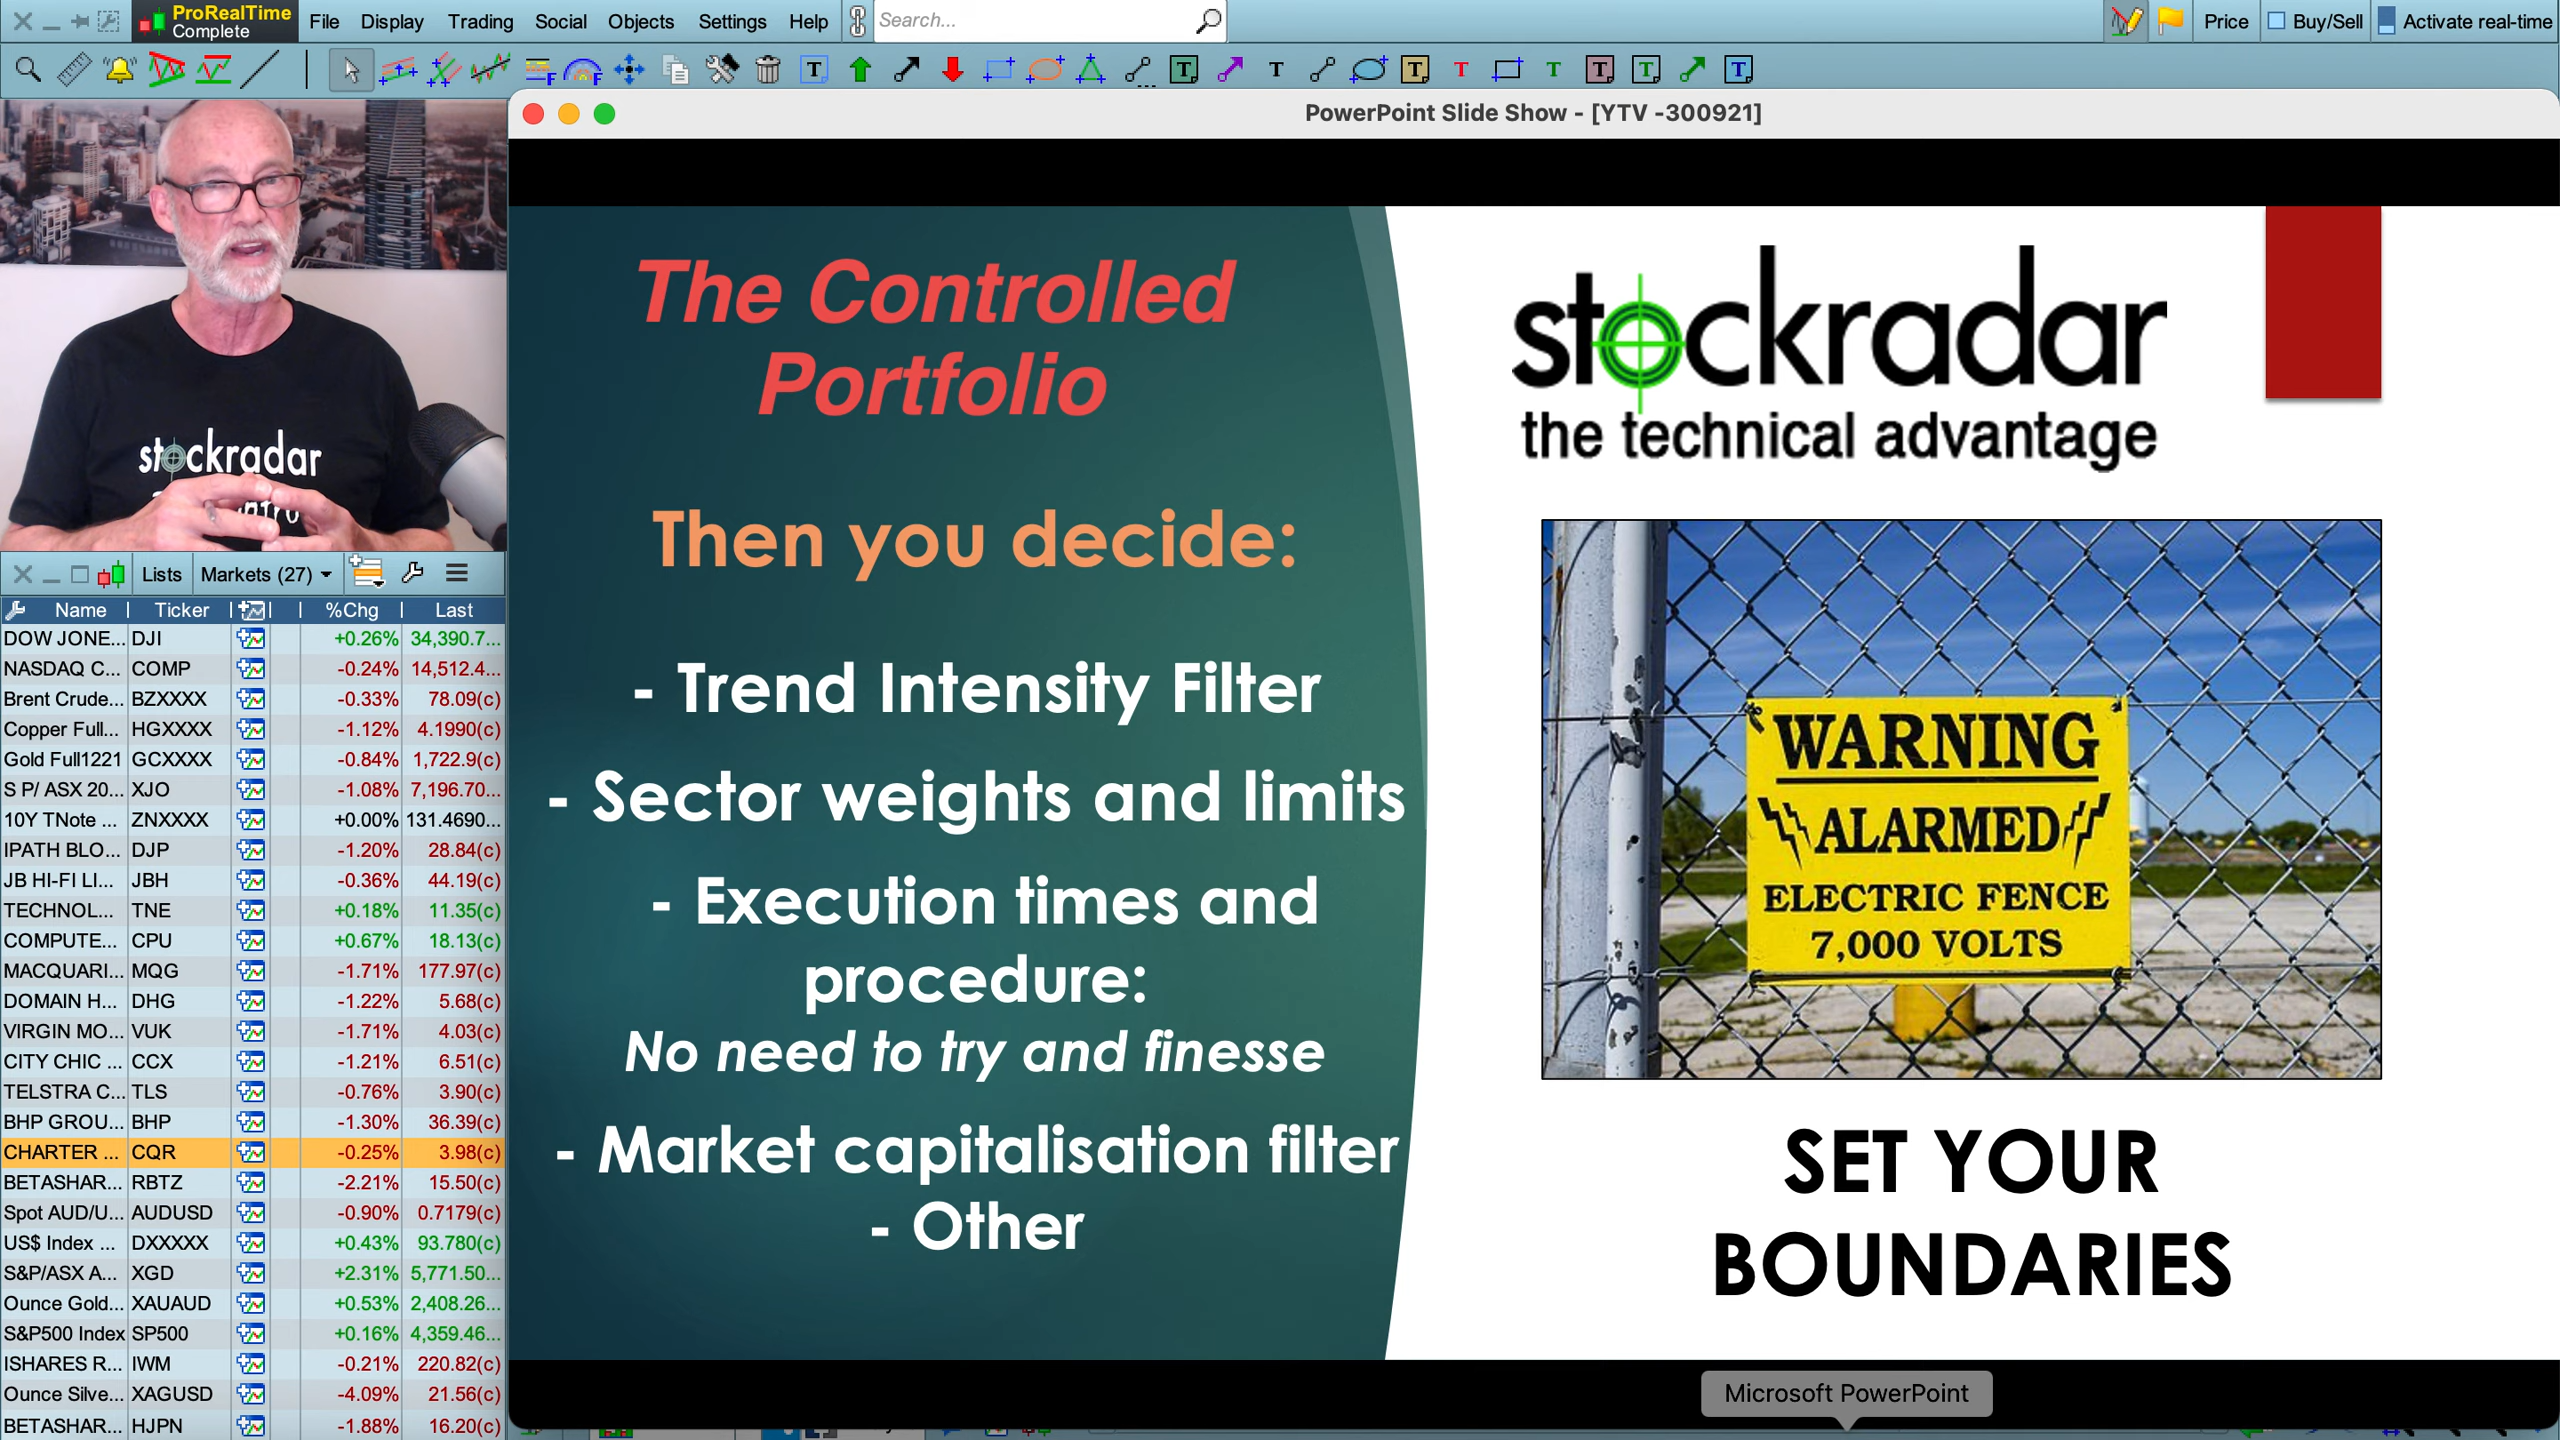 ProRealTime
Complete
File Display Trading Social Objects Settings Help Search... Price Buy/Sell Activate real-time
PowerPoint Slide Show - [YTV -300921]
The Controlled
Portfolio
Then you decide:
- Trend Intensity Filter
- Sector weights and limits
- Execution times and
procedure:
No need to try and finesse
- Market capitalisation filter
- Other
stockradar
the technical advantage
WARNING
ALARMED
ELECTRIC FENCE
7,000 VOLTS
SET YOUR
BOUNDARIES
Microsoft PowerPoint
stockradar
Lists Markets (27)
Name Ticker %Chg Last
DOW JONE... DJI +0.26% 34,390.7...
NASDAQ C... COMP -0.24% 14,512.4...
Brent Crude... BZXXXX -0.33% 78.09(c)
Copper Full... HGXXXX -1.12% 4.1990(c)
Gold Full1221 GCXXXX -0.84% 1,722.9(c)
S P/ ASX 20... XJO -1.08% 7,196.70...
10Y TNote ... ZNXXXX +0.00% 131.4690...
IPATH BLO... DJP -1.20% 28.84(c)
JB HI-FI LI... JBH -0.36% 44.19(c)
TECHNOL... TNE +0.18% 11.35(c)
COMPUTE... CPU +0.67% 18.13(c)
MACQUARI... MQG -1.71% 177.97(c)
DOMAIN H... DHG -1.22% 5.68(c)
VIRGIN MO... VUK -1.71% 4.03(c)
CITY CHIC ... CCX -1.21% 6.51(c)
TELSTRA C... TLS -0.76% 3.90(c)
BHP GROU... BHP -1.30% 36.39(c)
CHARTER ... CQR -0.25% 3.98(c)
BETASHAR... RBTZ -2.21% 15.50(c)
Spot AUD/U... AUDUSD -0.90% 0.7179(c)
US$ Index ... DXXXXX +0.43% 93.780(c)
S&P/ASX A... XGD +2.31% 5,771.50...
Ounce Gold... XAUAUD +0.53% 2,408.26...
S&P500 Index SP500 +0.16% 4,359.46...
ISHARES R... IWM -0.21% 220.82(c)
Ounce Silve... XAGUSD -4.09% 21.56(c)
BETASHAR... HJPN -1.88% 16.20(c)